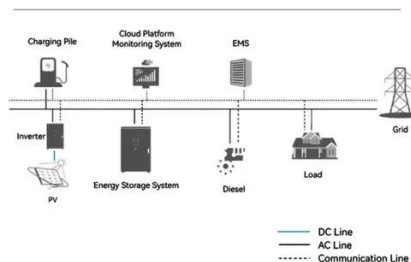 Charging Pile
Cloud Platform
Monitoring System
EMS
Grid
Inverter
PV
Energy Storage System
Diesel
Load
DC Line
AC Line
Communication Line